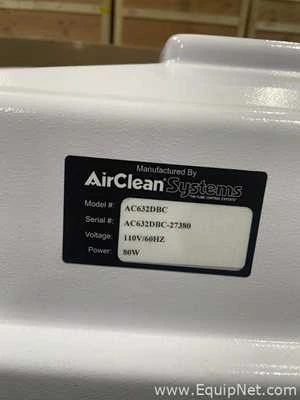 Manufactured By
AirClean® Systems
THE FUME CONTROL EXPERTS
Model #: AC632DBC
Serial #: AC632DBC-27380
Voltage: 110V/60HZ
Power: 80W
www.EquipNet.com